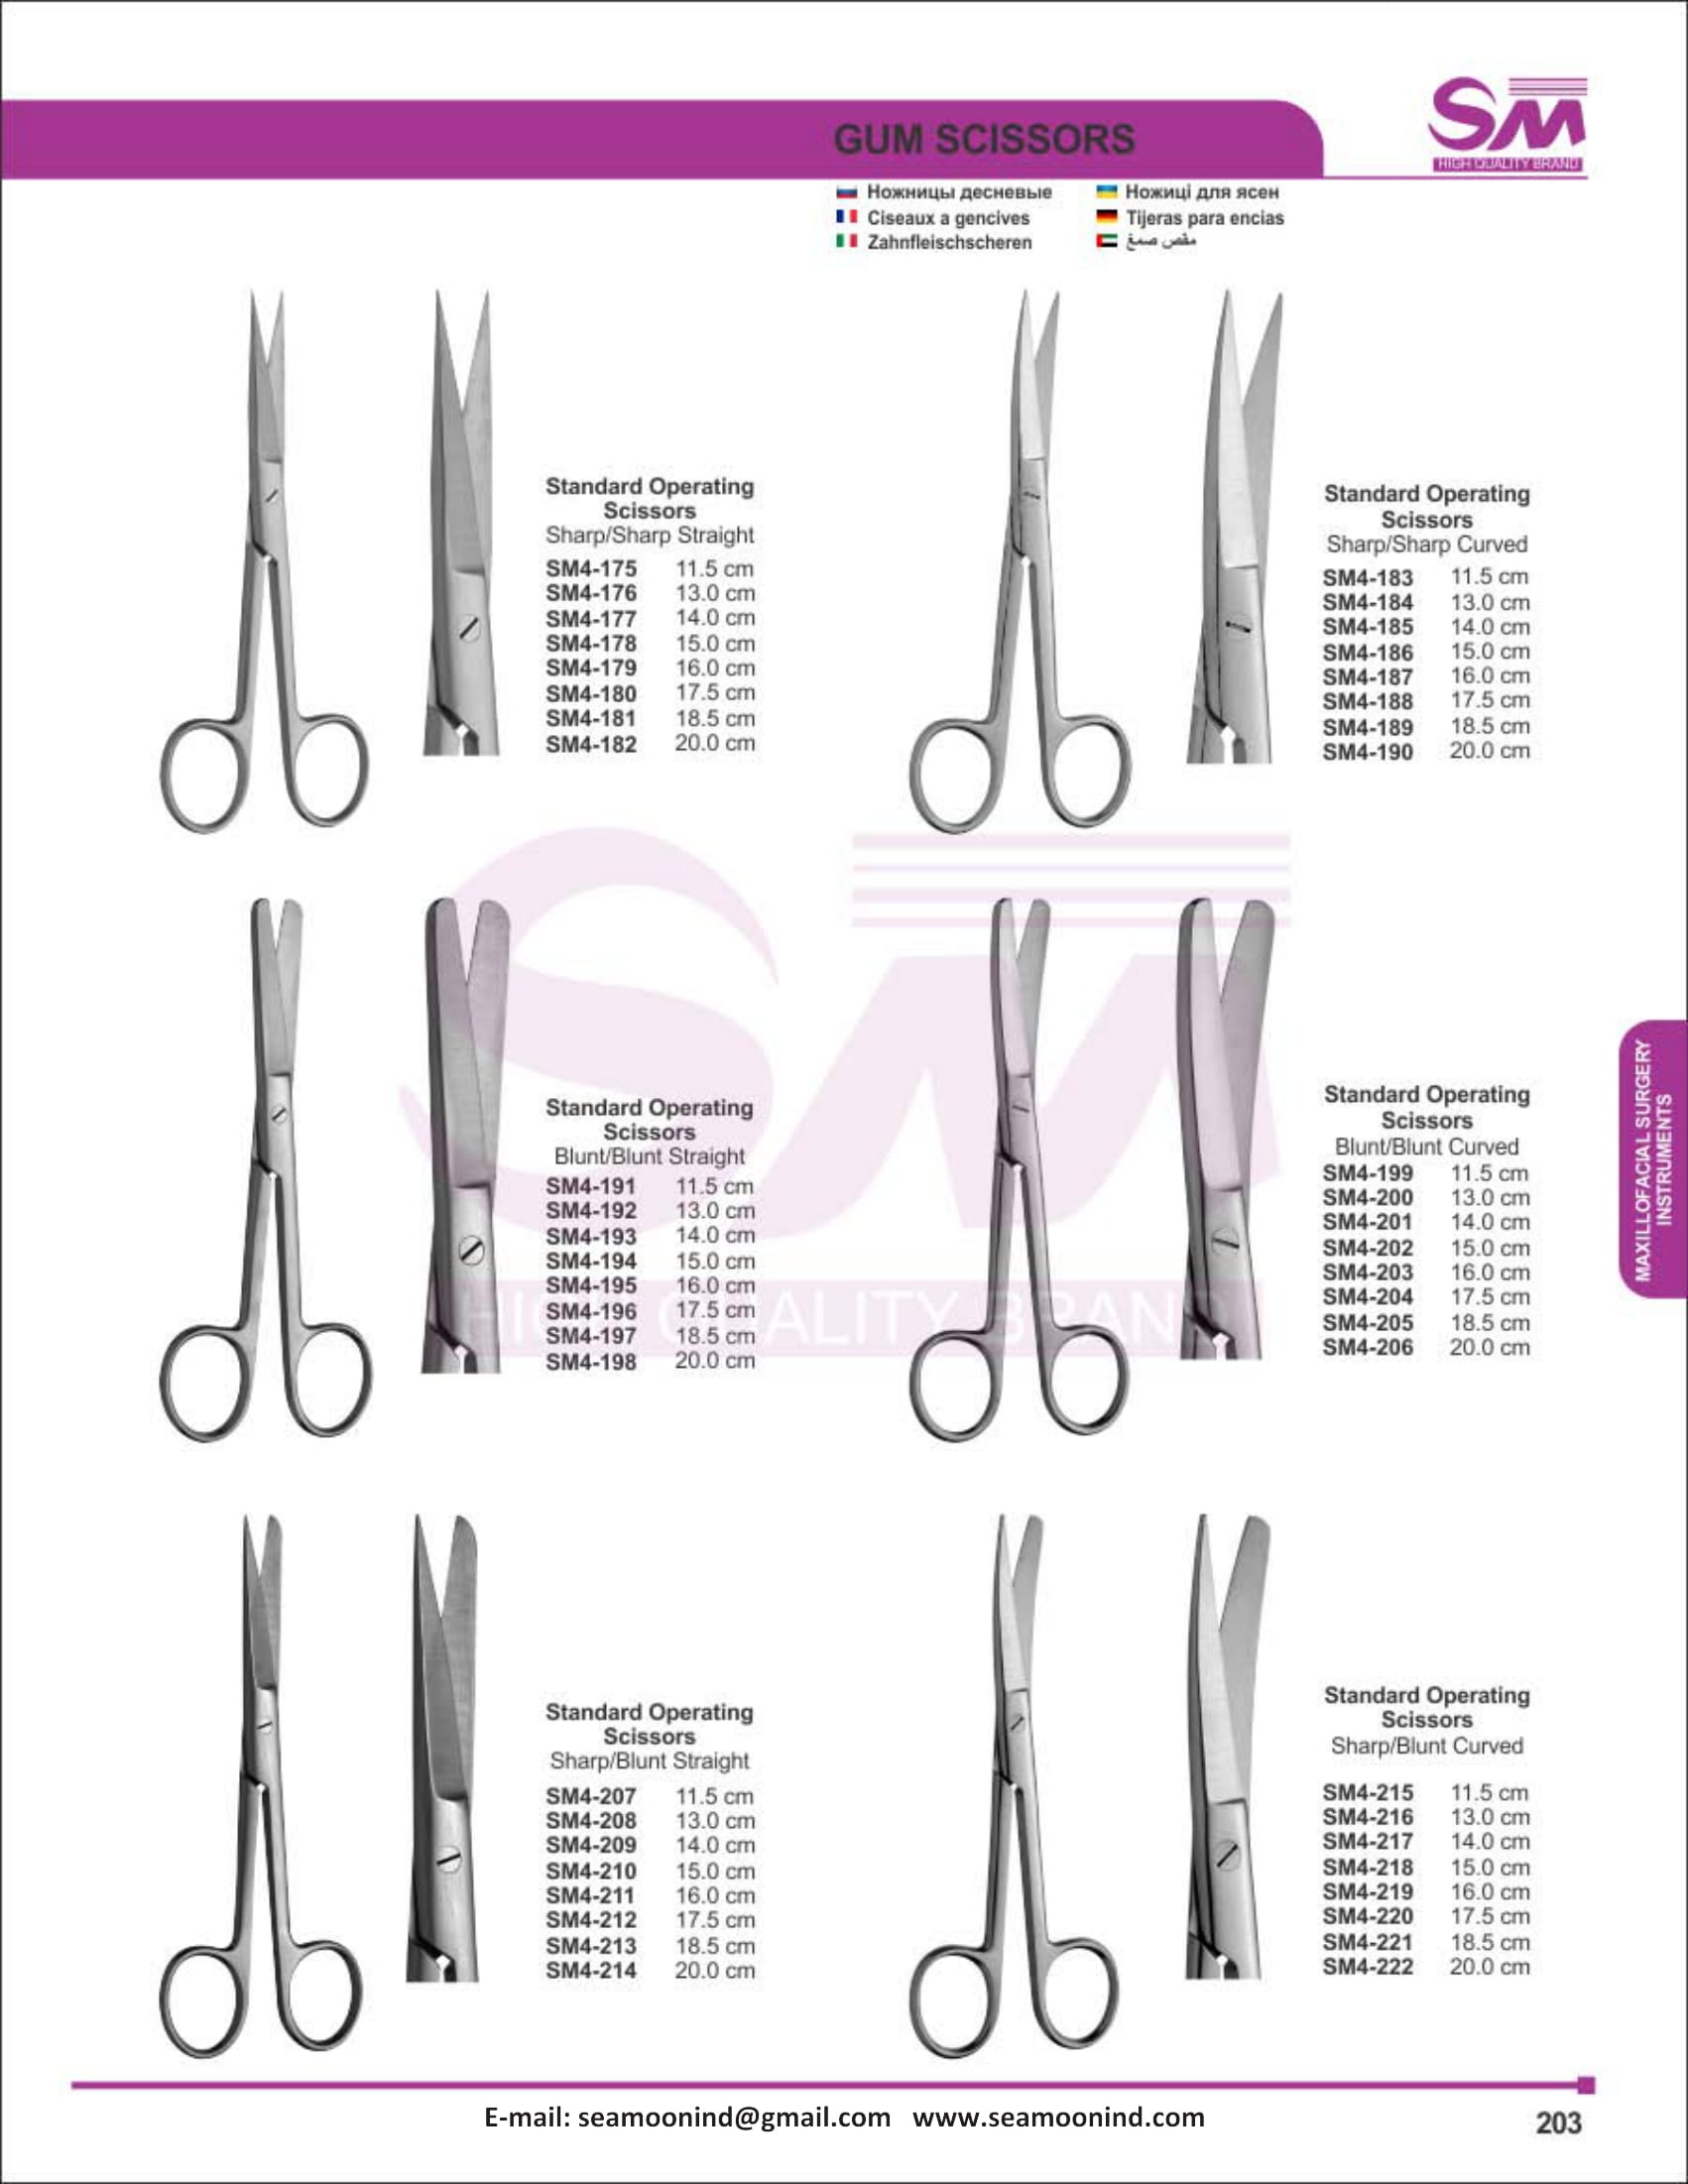 SM
HIGH QUALITY BRAND
GUM SCISSORS
Ножницы десневые
Ciseaux a gencives
Zahnfleischscheren
Ножиці для ясен
Tijeras para encias
مقص صمغ
Standard Operating
Scissors
Sharp/Sharp Straight
SM4-175 11.5 cm
SM4-176 13.0 cm
SM4-177 14.0 cm
SM4-178 15.0 cm
SM4-179 16.0 cm
SM4-180 17.5 cm
SM4-181 18.5 cm
SM4-182 20.0 cm
Standard Operating
Scissors
Sharp/Sharp Curved
SM4-183 11.5 cm
SM4-184 13.0 cm
SM4-185 14.0 cm
SM4-186 15.0 cm
SM4-187 16.0 cm
SM4-188 17.5 cm
SM4-189 18.5 cm
SM4-190 20.0 cm
Standard Operating
Scissors
Blunt/Blunt Straight
SM4-191 11.5 cm
SM4-192 13.0 cm
SM4-193 14.0 cm
SM4-194 15.0 cm
SM4-195 16.0 cm
SM4-196 17.5 cm
SM4-197 18.5 cm
SM4-198 20.0 cm
Standard Operating
Scissors
Blunt/Blunt Curved
SM4-199 11.5 cm
SM4-200 13.0 cm
SM4-201 14.0 cm
SM4-202 15.0 cm
SM4-203 16.0 cm
SM4-204 17.5 cm
SM4-205 18.5 cm
SM4-206 20.0 cm
SM
HIGH QUALITY BRAND
MAXILLOFACIAL SURGERY
INSTRUMENTS
Standard Operating
Scissors
Sharp/Blunt Straight
SM4-207 11.5 cm
SM4-208 13.0 cm
SM4-209 14.0 cm
SM4-210 15.0 cm
SM4-211 16.0 cm
SM4-212 17.5 cm
SM4-213 18.5 cm
SM4-214 20.0 cm
Standard Operating
Scissors
Sharp/Blunt Curved
SM4-215 11.5 cm
SM4-216 13.0 cm
SM4-217 14.0 cm
SM4-218 15.0 cm
SM4-219 16.0 cm
SM4-220 17.5 cm
SM4-221 18.5 cm
SM4-222 20.0 cm
E-mail: seamoonind@gmail.com www.seamoonind.com
203